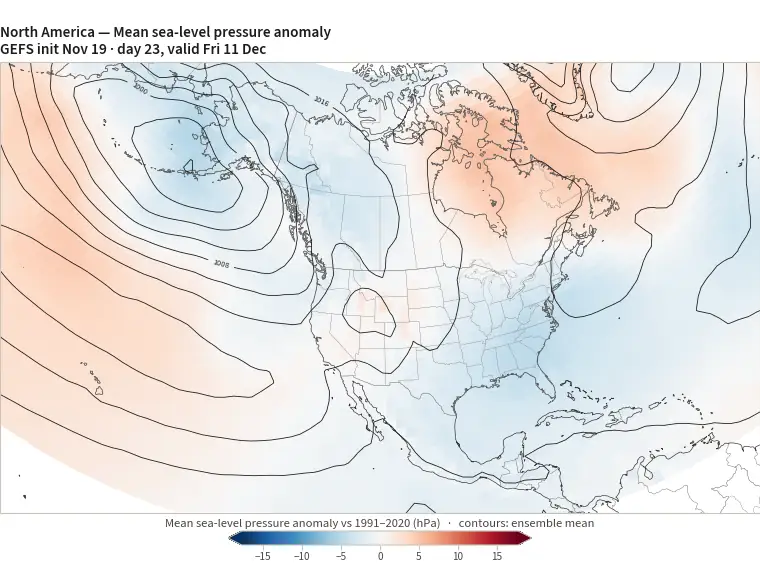 North America — Mean sea-level pressure anomaly
GEFS init Nov 19 · day 23, valid Fri 11 Dec
1000
1016
1008
Mean sea-level pressure anomaly vs 1991–2020 (hPa) · contours: ensemble mean
−15 −10 −5 0 5 10 15